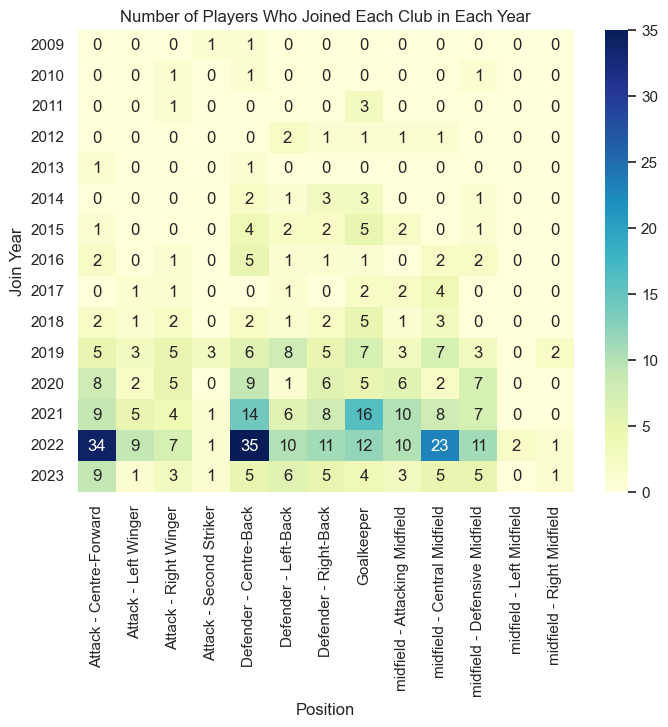 Number of Players Who Joined Each Club in Each Year
Join Year
2009 0 0 0 1 1 0 0 0 0 0 0 0 0
2010 0 0 1 0 1 0 0 0 0 0 1 0 0
2011 0 0 1 0 0 0 0 3 0 0 0 0 0
2012 0 0 0 0 0 2 1 1 1 1 0 0 0
2013 1 0 0 0 1 0 0 0 0 0 0 0 0
2014 0 0 0 0 2 1 3 3 0 0 1 0 0
2015 1 0 0 0 4 2 2 5 2 0 1 0 0
2016 2 0 1 0 5 1 1 1 0 2 2 0 0
2017 0 1 1 0 0 1 0 2 2 4 0 0 0
2018 2 1 2 0 2 1 2 5 1 3 0 0 0
2019 5 3 5 3 6 8 5 7 3 7 3 0 2
2020 8 2 5 0 9 1 6 5 6 2 7 0 0
2021 9 5 4 1 14 6 8 16 10 8 7 0 0
2022 34 9 7 1 35 10 11 12 10 23 11 2 1
2023 9 1 3 1 5 6 5 4 3 5 5 0 1
Attack - Centre-Forward
Attack - Left Winger
Attack - Right Winger
Attack - Second Striker
Defender - Centre-Back
Defender - Left-Back
Defender - Right-Back
Goalkeeper
midfield - Attacking Midfield
midfield - Central Midfield
midfield - Defensive Midfield
midfield - Left Midfield
midfield - Right Midfield
Position
35
30
25
20
15
10
5
0